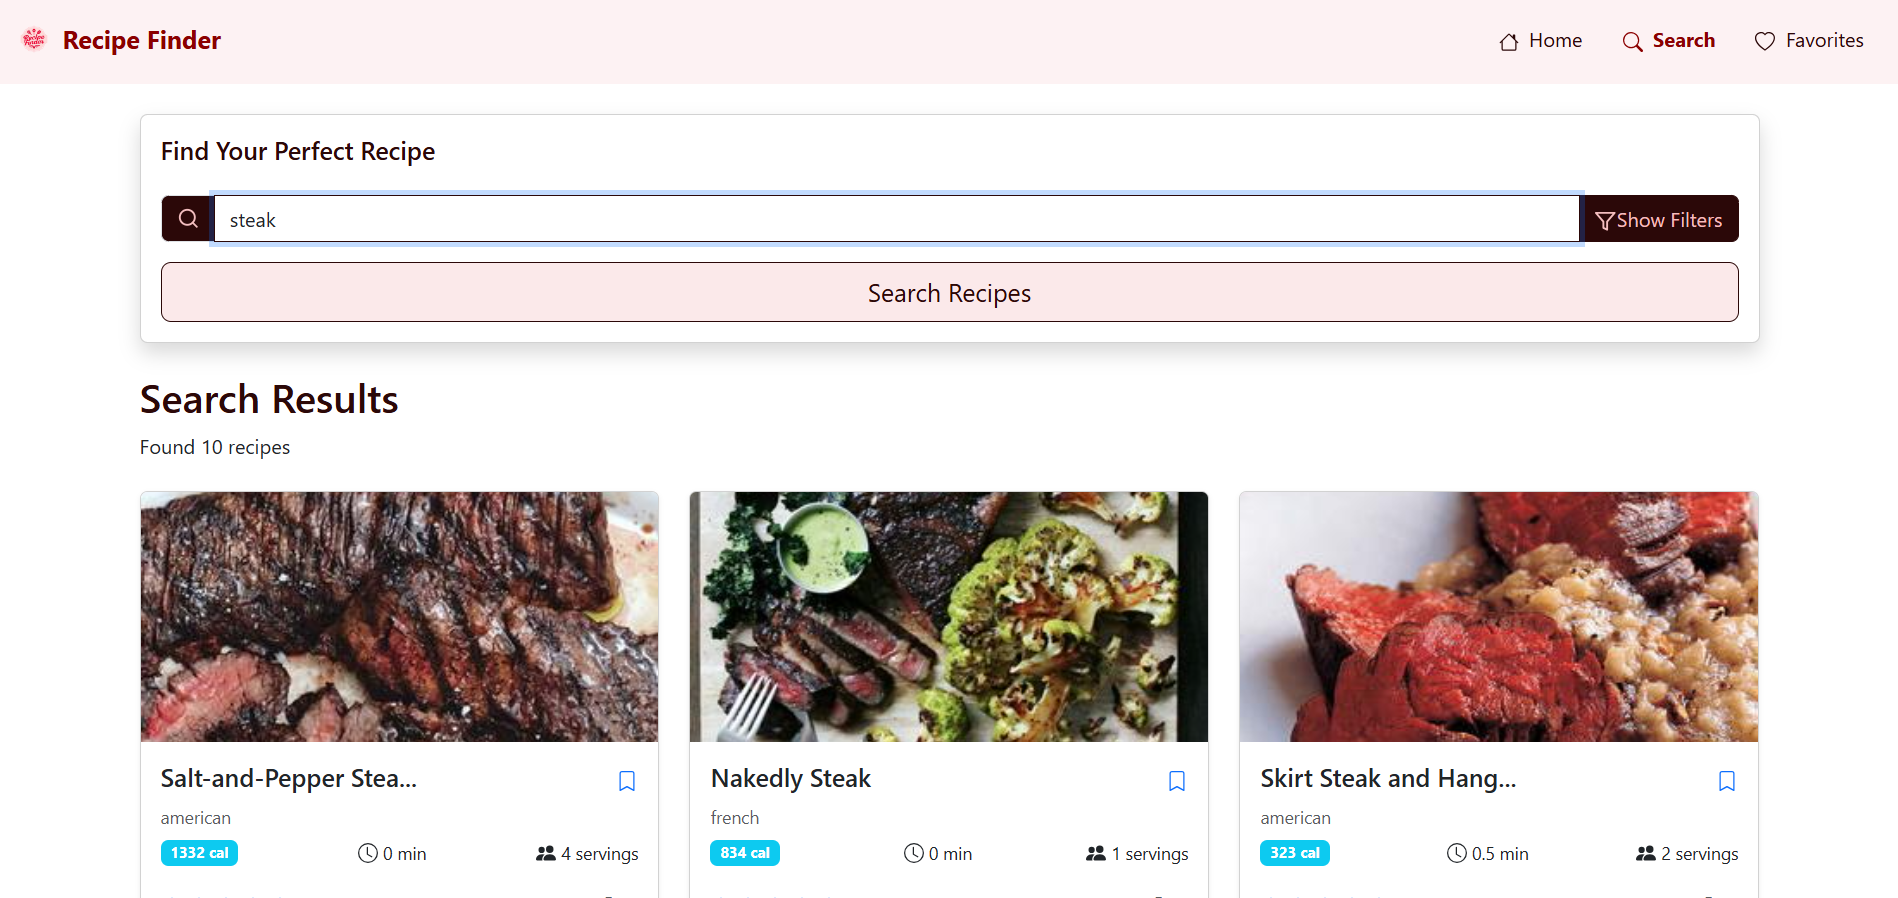 Recipe Finder
Home
Search
Favorites
Find Your Perfect Recipe
steak
Show Filters
Search Recipes
Search Results
Found 10 recipes
Salt-and-Pepper Stea...
american
1332 cal
0 min
4 servings
Nakedly Steak
french
834 cal
0 min
1 servings
Skirt Steak and Hang...
american
323 cal
0.5 min
2 servings